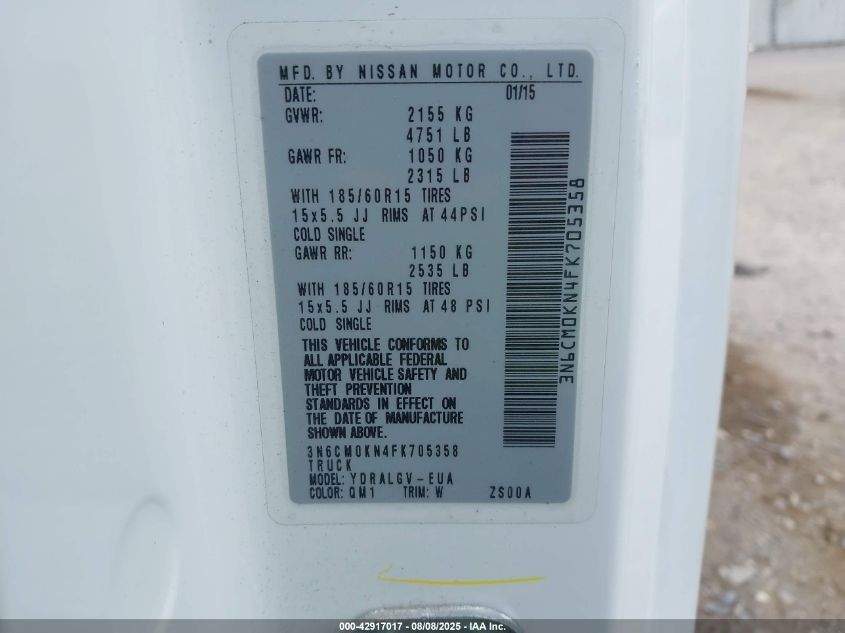 MFD. BY NISSAN MOTOR CO., LTD.
DATE: 01/15
GVWR: 2155 KG
4751 LB
GAWR FR: 1050 KG
2315 LB
WITH 185/60R15 TIRES
15x5.5 JJ RIMS AT 44PSI
COLD SINGLE
GAWR RR: 1150 KG
2535 LB
WITH 185/60R15 TIRES
15x5.5 JJ RIMS AT 48 PSI
COLD SINGLE
THIS VEHICLE CONFORMS TO
ALL APPLICABLE FEDERAL
MOTOR VEHICLE SAFETY AND
THEFT PREVENTION
STANDARDS IN EFFECT ON
THE DATE OF MANUFACTURE
SHOWN ABOVE.
3N6CM0KN4FK705358
TRUCK
MODEL: YDRALGV-EUA
COLOR: QM1 TRIM: W ZS00A
3N6CM0KN4FK705358
000-42917017 - 08/08/2025 - IAA Inc.